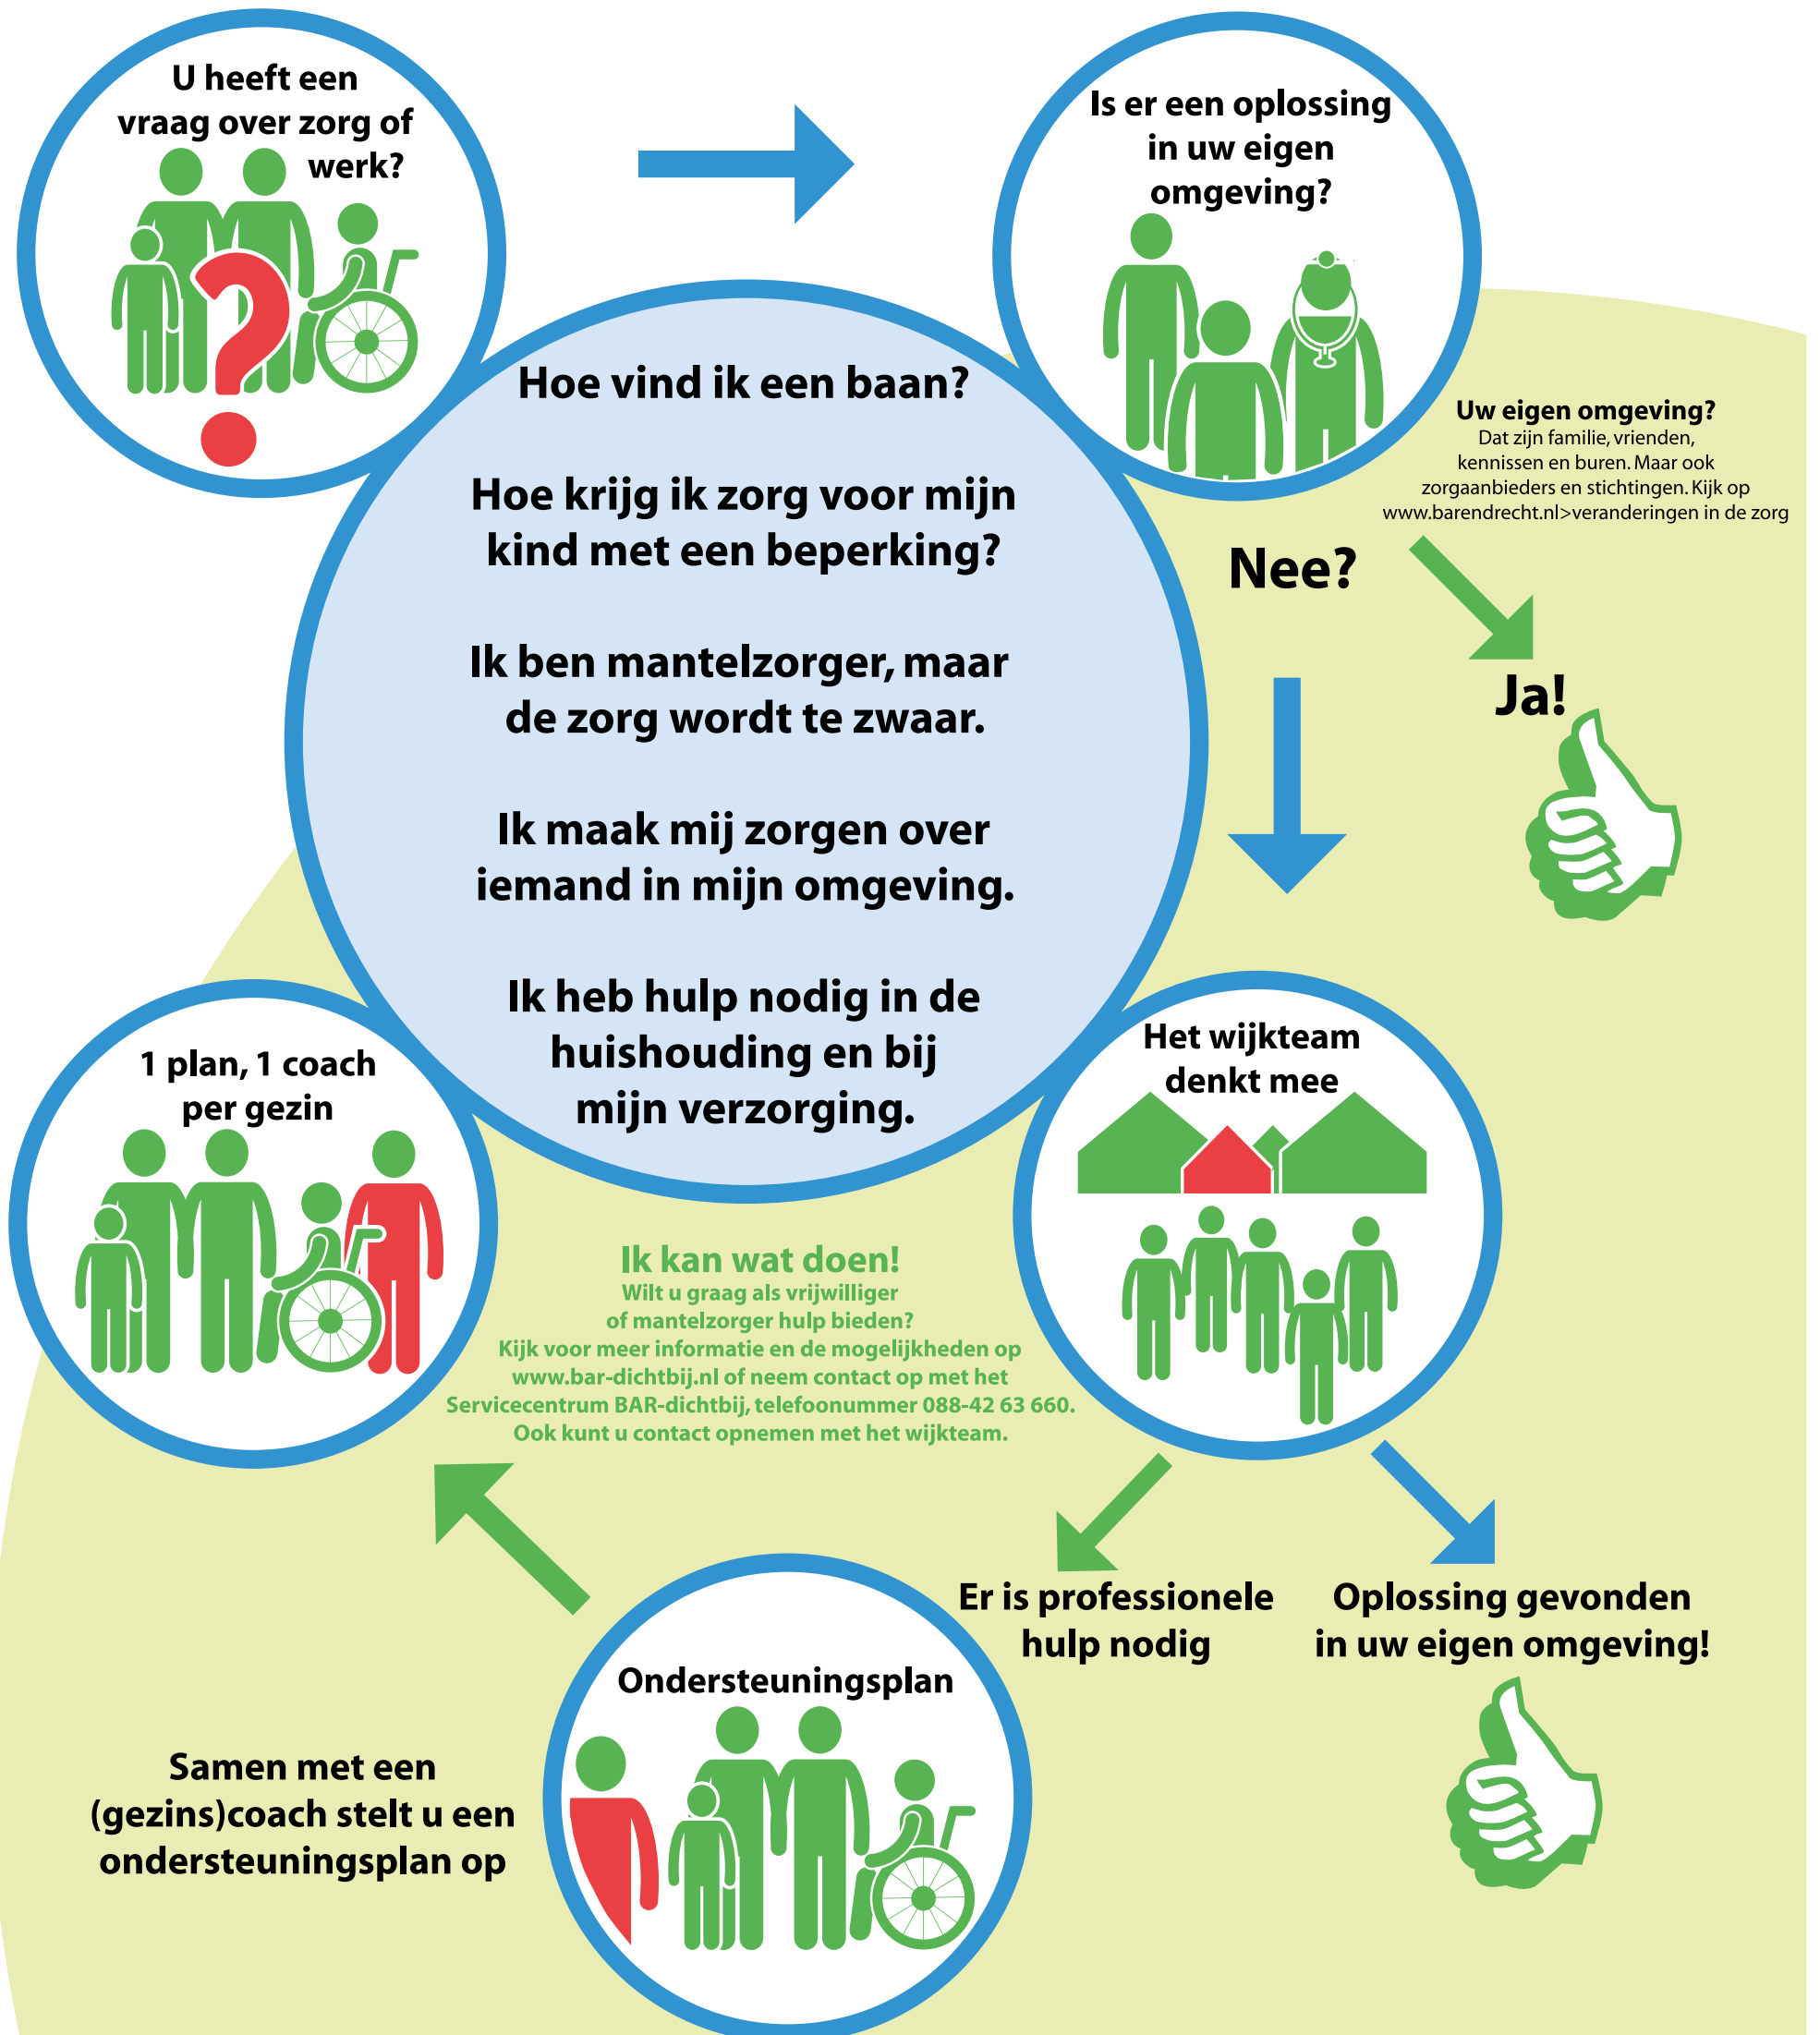 U heeft een
vraag over zorg of
werk?
Is er een oplossing
in uw eigen
omgeving?
Hoe vind ik een baan?
Hoe krijg ik zorg voor mijn
kind met een beperking?
Ik ben mantelzorger, maar
de zorg wordt te zwaar.
Ik maak mij zorgen over
iemand in mijn omgeving.
Ik heb hulp nodig in de
huishouding en bij
mijn verzorging.
Uw eigen omgeving?
Dat zijn familie, vrienden,
kennissen en buren. Maar ook
zorgaanbieders en stichtingen. Kijk op
www.barendrecht.nl>veranderingen in de zorg
Nee?
Ja!
Het wijkteam
denkt mee
1 plan, 1 coach
per gezin
Ik kan wat doen!
Wilt u graag als vrijwilliger
of mantelzorger hulp bieden?
Kijk voor meer informatie en de mogelijkheden op
www.bar-dichtbij.nl of neem contact op met het
Servicecentrum BAR-dichtbij, telefoonummer 088-42 63 660.
Ook kunt u contact opnemen met het wijkteam.
Er is professionele
hulp nodig
Oplossing gevonden
in uw eigen omgeving!
Ondersteuningsplan
Samen met een
(gezins)coach stelt u een
ondersteuningsplan op